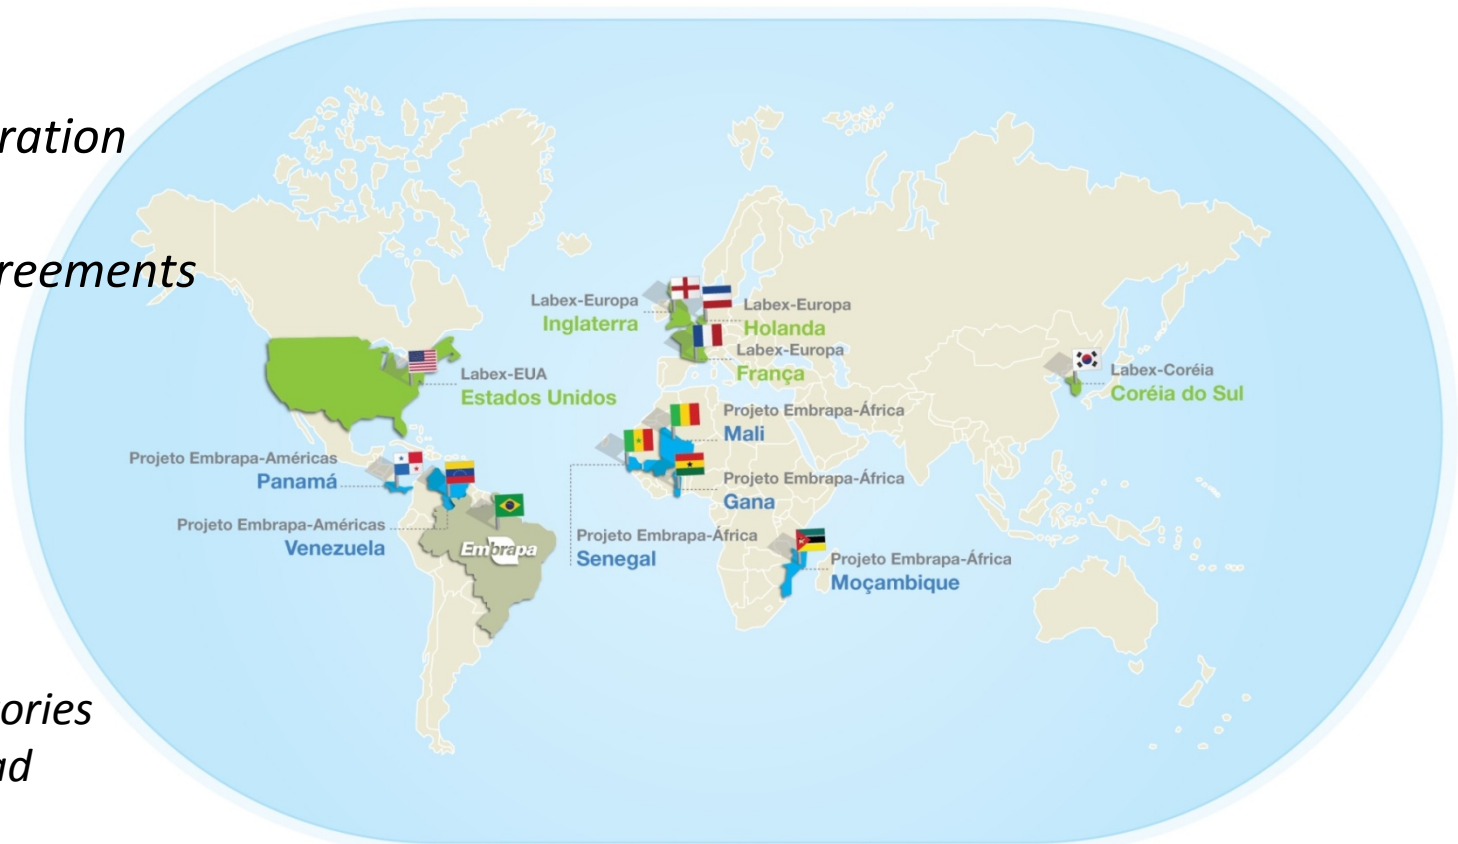 ration
reements
Labex-Europa
Inglaterra
Labex-Europa
Holanda
Labex-Europa
França
Labex-EUA
Estados Unidos
Labex-Coréia
Coréia do Sul
Projeto Embrapa-África
Mali
Projeto Embrapa-Américas
Panamá
Projeto Embrapa-África
Gana
Projeto Embrapa-Américas
Venezuela
Embrapa
Projeto Embrapa-África
Senegal
Projeto Embrapa-África
Moçambique
ories
ad